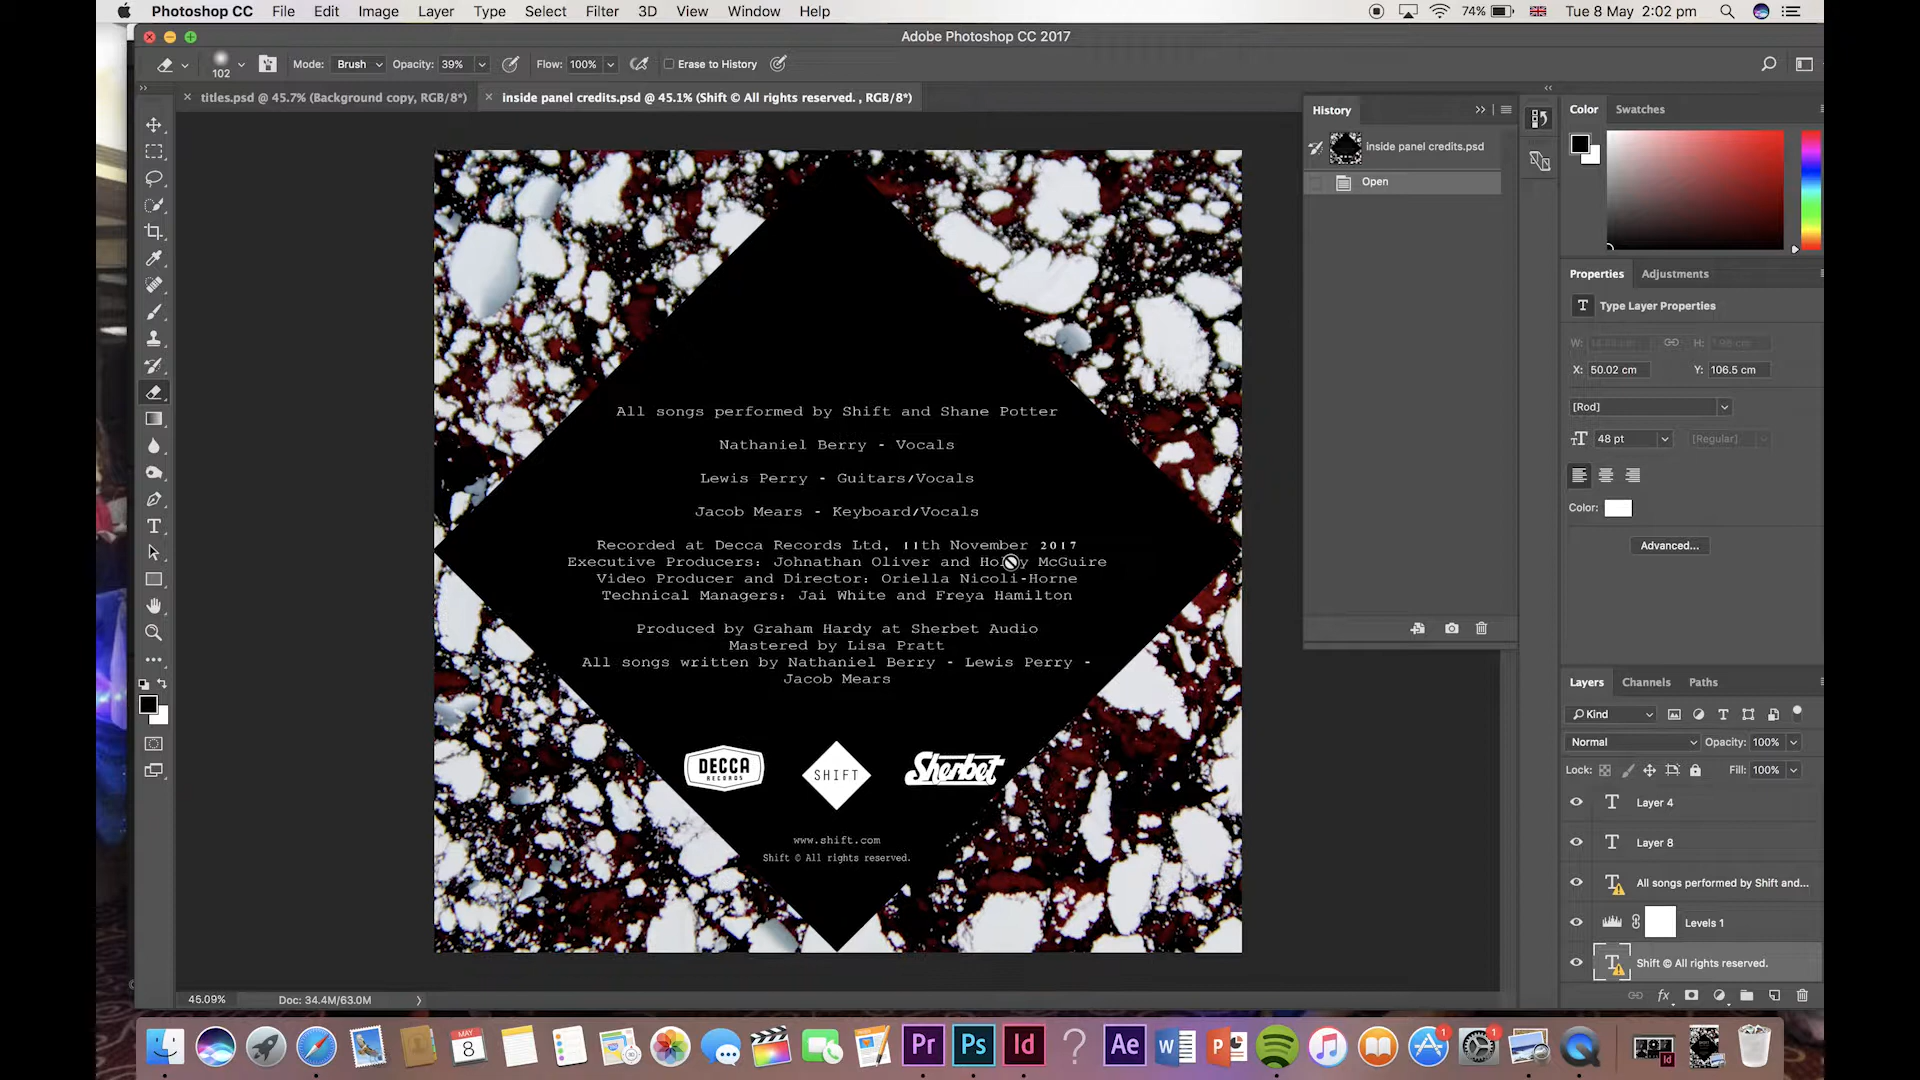 Photoshop CC File Edit Image Layer Type Select Filter 3D View Window Help 74% Tue 8 May 2:02 pm
Adobe Photoshop CC 2017
102 Mode: Brush Opacity: 39% Flow: 100% Erase to History
titles.psd @ 45.7% (Background copy, RGB/8*) inside panel credits.psd @ 45.1% (Shift © All rights reserved. , RGB/8*)
History
inside panel credits.psd
Open
Color Swatches
Properties Adjustments
Type Layer Properties
W: H:
X: 50.02 cm Y: 106.5 cm
[Rod]
48 pt [Regular]
Color:
Advanced...
All songs performed by Shift and Shane Potter
Nathaniel Berry - Vocals
Lewis Perry - Guitars/Vocals
Jacob Mears - Keyboard/Vocals
Recorded at Decca Records Ltd, 11th November 2017
Executive Producers: Johnathan Oliver and McGuire
Video Producer and Director: Oriella Nicoli-Horne
Technical Managers: Jai White and Freya Hamilton
Produced by Graham Hardy at Sherbet Audio
Mastered by Lisa Pratt
All songs written by Nathaniel Berry - Lewis Perry -
Jacob Mears
DECCA
RECORDS
SHIFT
Sherbet
www.shift.com
Shift © All rights reserved.
Layers Channels Paths
Kind
Normal Opacity: 100%
Lock: Fill: 100%
Layer 4
Layer 8
All songs performed by Shift and...
Levels 1
Shift © All rights reserved.
fx
45.09% Doc: 34.4M/63.0M
MAY
8
Pr Ps Id Ae W P 1 1